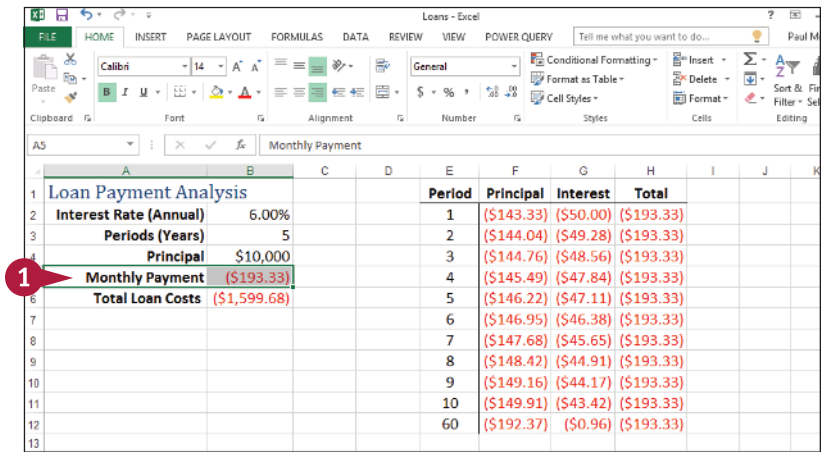 Loans - Excel ?
FILE HOME INSERT PAGE LAYOUT FORMULAS DATA REVIEW VIEW POWER QUERY Tell me what you want to do... Paul M
Paste Calibri 14 A A General Conditional Formatting Insert Σ A Z
B I U A $ % , .00 .0 Format as Table Delete Sort & Fin
Cell Styles Format Filter Sel
Clipboard Font Alignment Number Styles Cells Editing
A5 fx Monthly Payment
A B C D E F G H I J K
1 Loan Payment Analysis Period Principal Interest Total
2 Interest Rate (Annual) 6.00% 1 ($143.33) ($50.00) ($193.33)
3 Periods (Years) 5 2 ($144.04) ($49.28) ($193.33)
4 Principal $10,000 3 ($144.76) ($48.56) ($193.33)
1 Monthly Payment ($193.33) 4 ($145.49) ($47.84) ($193.33)
6 Total Loan Costs ($1,599.68) 5 ($146.22) ($47.11) ($193.33)
7 6 ($146.95) ($46.38) ($193.33)
8 7 ($147.68) ($45.65) ($193.33)
9 8 ($148.42) ($44.91) ($193.33)
10 9 ($149.16) ($44.17) ($193.33)
11 10 ($149.91) ($43.42) ($193.33)
12 60 ($192.37) ($0.96) ($193.33)
13